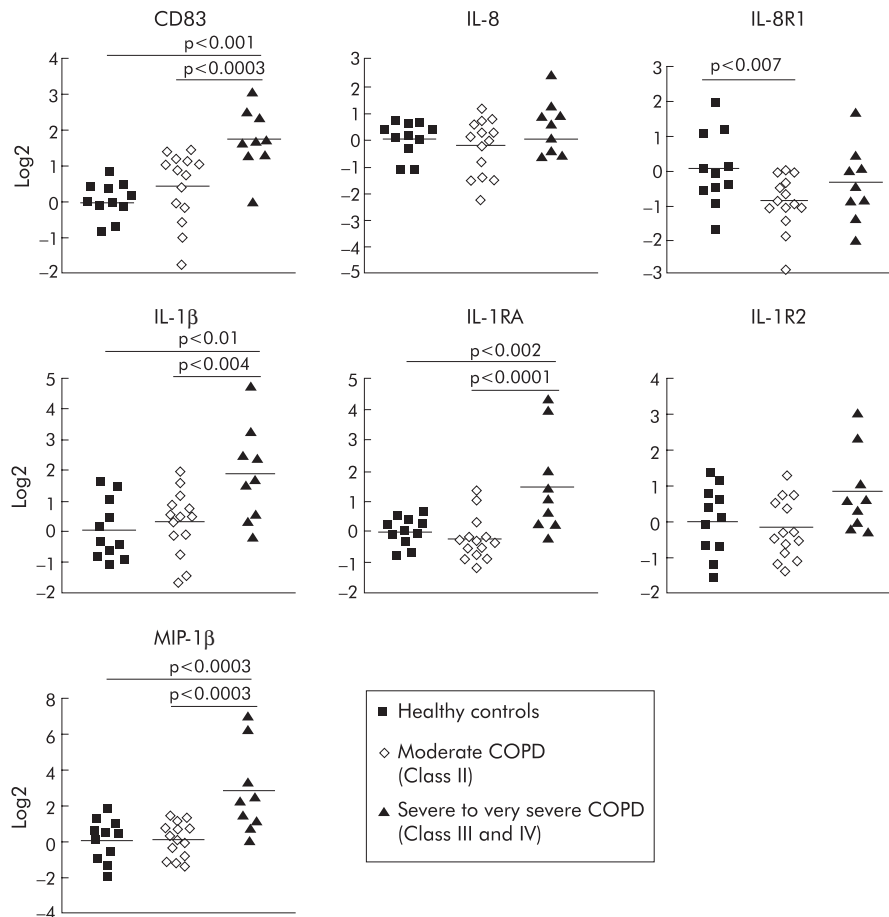 CD83
p<0.001
p<0.0003
Log2
4
3
2
1
0
−1
−2
IL-8
3
2
1
0
−1
−2
−3
−4
−5
IL-8R1
p<0.007
3
2
1
0
−1
−2
−3
IL-1β
p<0.01
p<0.004
Log2
5
4
3
2
1
0
−1
−2
IL-1RA
p<0.002
p<0.0001
5
4
3
2
1
0
−1
−2
IL-1R2
4
3
2
1
0
−1
−2
MIP-1β
p<0.0003
p<0.0003
Log2
8
6
4
2
0
−2
−4
Healthy controls
Moderate COPD
(Class II)
Severe to very severe COPD
(Class III and IV)